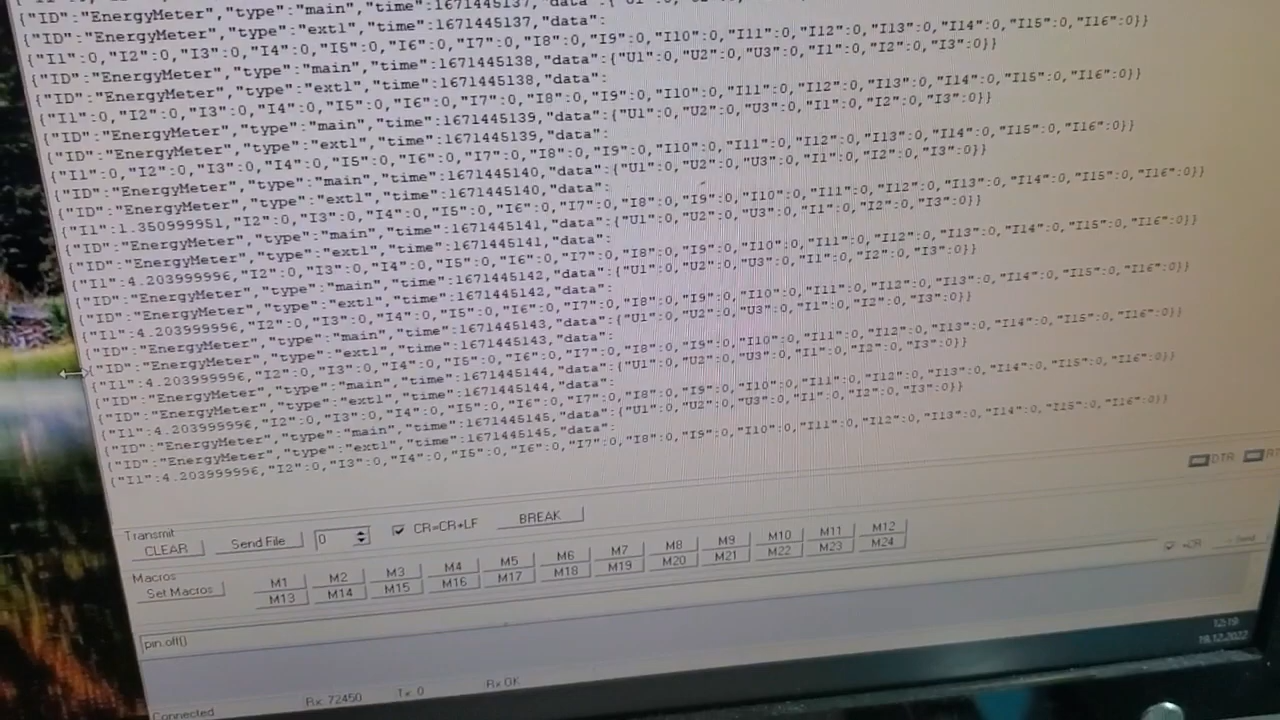 {"ID":"EnergyMeter","type":"main","time":1671445137,"data":{"U1":0,"U2":0,"U3":0,"I1":0,"I2":0,"I3":0}}
{"ID":"EnergyMeter","type":"ext1","time":1671445137,"data":
{"I1":0,"I2":0,"I3":0,"I4":0,"I5":0,"I6":0,"I7":0,"I8":0,"I9":0,"I10":0,"I11":0,"I12":0,"I13":0,"I14":0,"I15":0,"I16":0}}
{"ID":"EnergyMeter","type":"main","time":1671445138,"data":{"U1":0,"U2":0,"U3":0,"I1":0,"I2":0,"I3":0}}
{"ID":"EnergyMeter","type":"ext1","time":1671445138,"data":
{"I1":0,"I2":0,"I3":0,"I4":0,"I5":0,"I6":0,"I7":0,"I8":0,"I9":0,"I10":0,"I11":0,"I12":0,"I13":0,"I14":0,"I15":0,"I16":0}}
{"ID":"EnergyMeter","type":"main","time":1671445139,"data":{"U1":0,"U2":0,"U3":0,"I1":0,"I2":0,"I3":0}}
{"ID":"EnergyMeter","type":"ext1","time":1671445139,"data":
{"I1":0,"I2":0,"I3":0,"I4":0,"I5":0,"I6":0,"I7":0,"I8":0,"I9":0,"I10":0,"I11":0,"I12":0,"I13":0,"I14":0,"I15":0,"I16":0}}
{"ID":"EnergyMeter","type":"main","time":1671445140,"data":{"U1":0,"U2":0,"U3":0,"I1":0,"I2":0,"I3":0}}
{"ID":"EnergyMeter","type":"ext1","time":1671445140,"data":
{"I1":1.350999951,"I2":0,"I3":0,"I4":0,"I5":0,"I6":0,"I7":0,"I8":0,"I9":0,"I10":0,"I11":0,"I12":0,"I13":0,"I14":0,"I15":0,"I16":0}}
{"ID":"EnergyMeter","type":"main","time":1671445141,"data":{"U1":0,"U2":0,"U3":0,"I1":0,"I2":0,"I3":0}}
{"ID":"EnergyMeter","type":"ext1","time":1671445141,"data":
{"I1":4.203999996,"I2":0,"I3":0,"I4":0,"I5":0,"I6":0,"I7":0,"I8":0,"I9":0,"I10":0,"I11":0,"I12":0,"I13":0,"I14":0,"I15":0,"I16":0}}
{"ID":"EnergyMeter","type":"main","time":1671445142,"data":{"U1":0,"U2":0,"U3":0,"I1":0,"I2":0,"I3":0}}
{"ID":"EnergyMeter","type":"ext1","time":1671445142,"data":
{"I1":4.203999996,"I2":0,"I3":0,"I4":0,"I5":0,"I6":0,"I7":0,"I8":0,"I9":0,"I10":0,"I11":0,"I12":0,"I13":0,"I14":0,"I15":0,"I16":0}}
{"ID":"EnergyMeter","type":"main","time":1671445143,"data":{"U1":0,"U2":0,"U3":0,"I1":0,"I2":0,"I3":0}}
{"ID":"EnergyMeter","type":"ext1","time":1671445143,"data":
{"I1":4.203999996,"I2":0,"I3":0,"I4":0,"I5":0,"I6":0,"I7":0,"I8":0,"I9":0,"I10":0,"I11":0,"I12":0,"I13":0,"I14":0,"I15":0,"I16":0}}
{"ID":"EnergyMeter","type":"main","time":1671445144,"data":{"U1":0,"U2":0,"U3":0,"I1":0,"I2":0,"I3":0}}
{"ID":"EnergyMeter","type":"ext1","time":1671445144,"data":
{"I1":4.203999996,"I2":0,"I3":0,"I4":0,"I5":0,"I6":0,"I7":0,"I8":0,"I9":0,"I10":0,"I11":0,"I12":0,"I13":0,"I14":0,"I15":0,"I16":0}}
{"ID":"EnergyMeter","type":"main","time":1671445145,"data":{"U1":0,"U2":0,"U3":0,"I1":0,"I2":0,"I3":0}}
{"ID":"EnergyMeter","type":"ext1","time":1671445145,"data":
{"I1":4.203999996,"I2":0,"I3":0,"I4":0,"I5":0,"I6":0,"I7":0,"I8":0,"I9":0,"I10":0,"I11":0,"I12":0,"I13":0,"I14":0,"I15":0,"I16":0}}
DTR
Transmit
CLEAR Send File 0 CR=CR+LF BREAK
Macros
Set Macros
M1 M2 M3 M4 M5 M6 M7 M8 M9 M10 M11 M12
M13 M14 M15 M16 M17 M18 M19 M20 M21 M22 M23 M24
+CR
pin.off()
12:19
19.12.2022
Connected Rx: 72450 Tx: 0 Rx OK